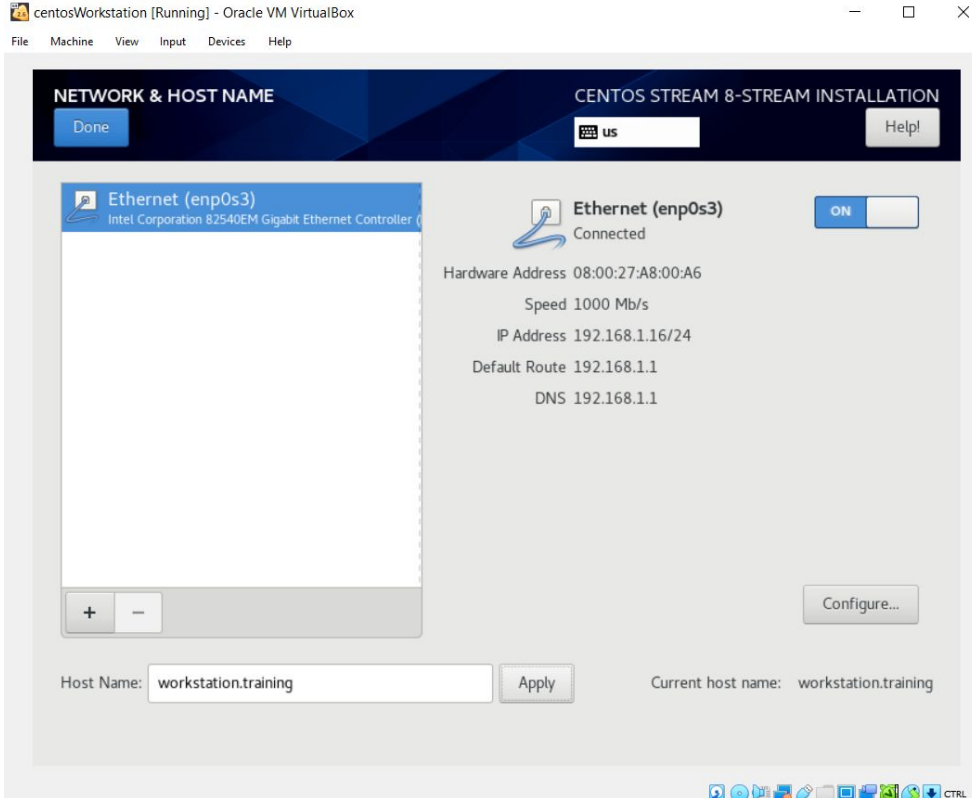 centosWorkstation [Running] - Oracle VM VirtualBox
File Machine View Input Devices Help
NETWORK & HOST NAME
CENTOS STREAM 8-STREAM INSTALLATION
Done
us
Help!
Ethernet (enp0s3)
Intel Corporation 82540EM Gigabit Ethernet Controller (
Ethernet (enp0s3)
Connected
ON
Hardware Address 08:00:27:A8:00:A6
Speed 1000 Mb/s
IP Address 192.168.1.16/24
Default Route 192.168.1.1
DNS 192.168.1.1
+ −
Configure...
Host Name: workstation.training Apply Current host name: workstation.training
CTRL